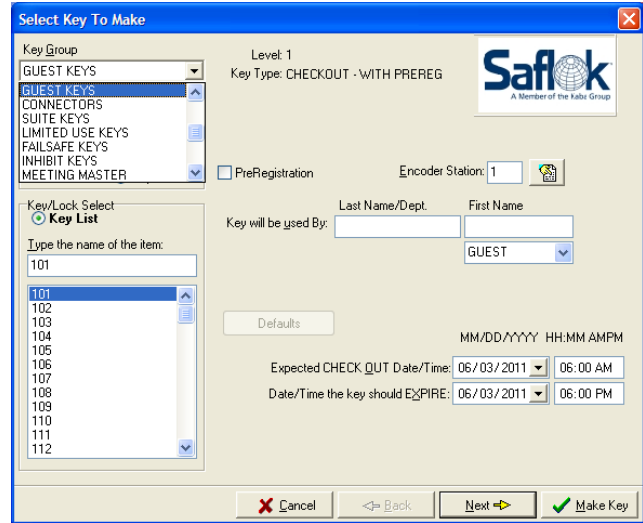 Select Key To Make
Key Group
GUEST KEYS
GUEST KEYS
CONNECTORS
SUITE KEYS
LIMITED USE KEYS
FAILSAFE KEYS
INHIBIT KEYS
MEETING MASTER
Level: 1
Key Type: CHECKOUT - WITH PREREG
Saflok
A Member of the Kaba Group
PreRegistration
Encoder Station: 1
Key/Lock Select
Key List
Type the name of the item:
101
101
102
103
104
105
106
107
108
109
110
111
112
Last Name/Dept.
First Name
Key will be used By:
GUEST
Defaults
MM/DD/YYYY HH:MM AMPM
Expected CHECK OUT Date/Time: 06/03/2011 06:00 AM
Date/Time the key should EXPIRE: 06/03/2011 06:00 PM
Cancel
Back
Next
Make Key